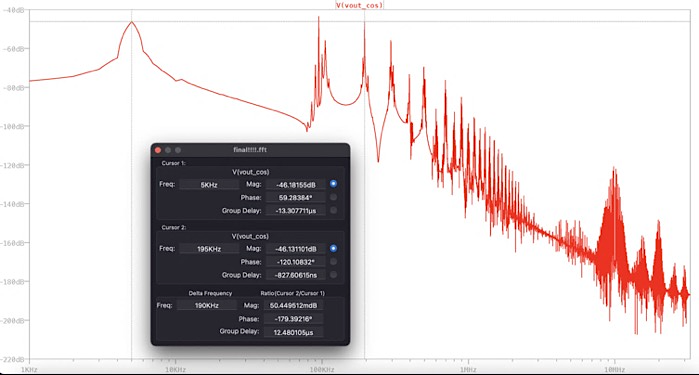 V(vout_cos)
-40dB
-60dB
-80dB
-100dB
-120dB
-140dB
-160dB
-180dB
-200dB
-220dB
1KHz 10KHz 100KHz 1MHz 10MHz
final!!!!.fft
Cursor 1:
V(vout_cos)
Freq: 5KHz Mag: -46.18155dB
Phase: 59.28384°
Group Delay: -13.307711µs
Cursor 2:
V(vout_cos)
Freq: 195KHz Mag: -46.131101dB
Phase: -120.10832°
Group Delay: -827.60615ns
Delta Frequency Ratio(Cursor 2/Cursor 1)
Freq: 190KHz Mag: 50.449512mdB
Phase: -179.39216°
Group Delay: 12.480105µs